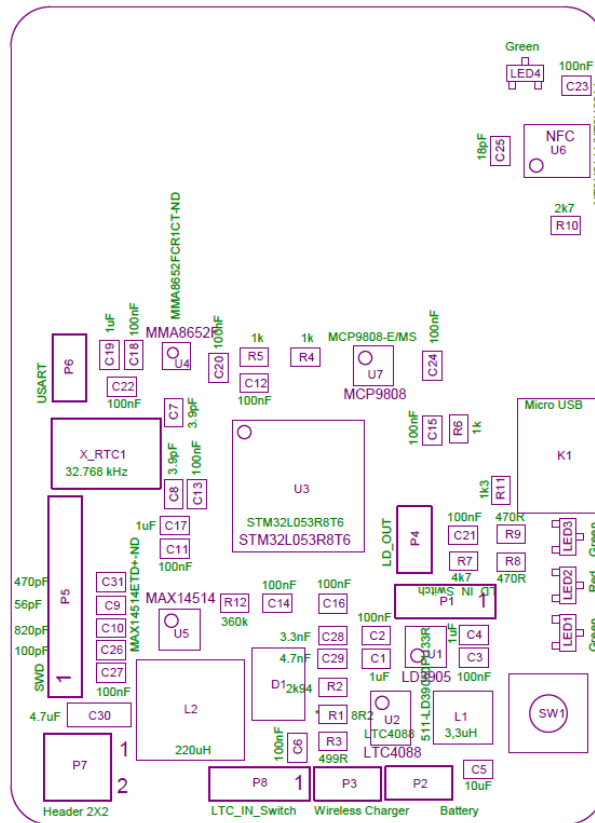 Green
LED4
100nF
C23
NFC
U6
C25
18pF
2k7
R10
MMA8652FCR1CT-ND
1uF
100nF
MMA8652F
100nF
1k
1k
MCP9808-E/MS
100nF
USART
P6
C19
C18
U4
C20
R5
R4
U7
C24
C22
C12
MCP9808
100nF
100nF
C7
3.9pF
Micro USB
100nF
C15
R6
1k
X_RTC1
32.768 kHz
K1
3.9pF
100nF
U3
C8
C13
1k3
R11
1uF
C17
STM32L053R8T6
STM32L053R8T6
LD_OUT
P4
100nF
470R
C21
R9
LED3
Green
C11
100nF
R7
R8
4k7
470R
470pF
C31
P5
MAX14514ETD+-ND
LD_IN_Switch
LED2
Red
MAX14514
100nF
100nF
P1
1
56pF
C9
R12
C14
C16
360k
820pF
C10
U5
3.3nF
C28
100nF
C2
1uF
C4
LED1
Green
100pF
C26
4.7nF
C29
C1
U1
C3
SWD
1
C27
1uF
LD3905
100nF
100nF
D1
2k94
R2
4.7uF
C30
L2
R1
8R2
U2
L1
SW1
LTC4088
3,3uH
P7
1
2
220uH
100nF
C6
R3
499R
LTC4088
P8
1
P3
P2
C5
10uF
Header 2X2
LTC_IN_Switch
Wireless Charger
Battery